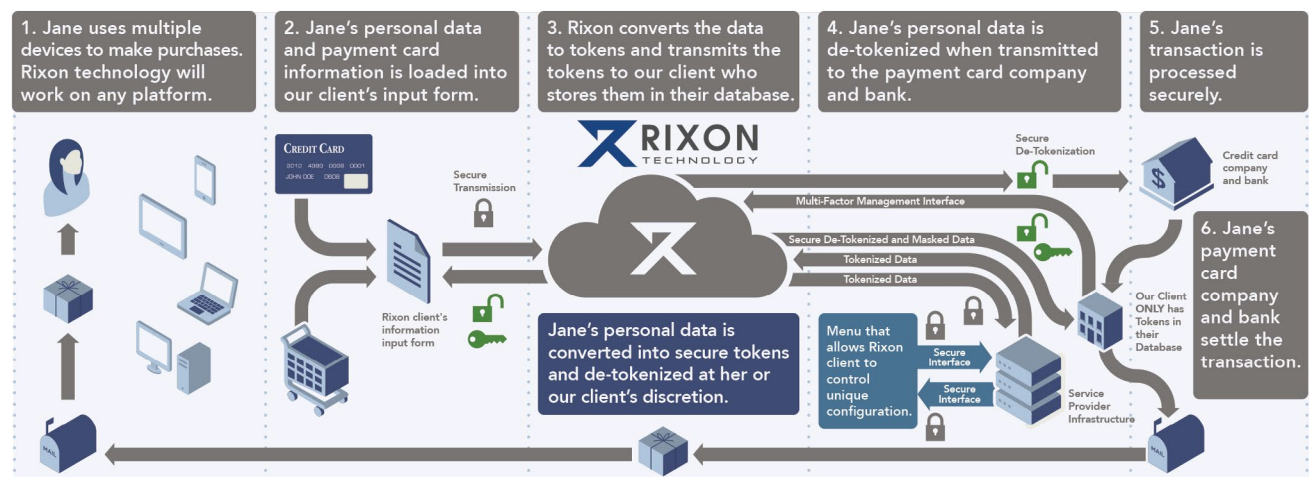 1. Jane uses multiple
devices to make purchases.
Rixon technology will
work on any platform.
2. Jane's personal data
and payment card
information is loaded into
our client's input form.
3. Rixon converts the data
to tokens and transmits the
tokens to our client who
stores them in their database.
4. Jane's personal data is
de-tokenized when transmitted
to the payment card company
and bank.
5. Jane's
transaction is
processed
securely.
CREDIT CARD
JOHN DOE 0808
Secure
Transmission
Rixon client's
information
input form
RIXON
TECHNOLOGY
Secure
De-Tokenization
Credit card
company
and bank
Multi-Factor Management Interface
Secure De-Tokenized and Masked Data
Tokenized Data
Tokenized Data
Jane's personal data is
converted into secure tokens
and de-tokenized at her or
our client's discretion.
Menu that
allows Rixon
client to
control
unique
configuration.
Secure
Interface
Secure
Interface
Service
Provider
Infrastructure
Our Client
ONLY has
Tokens in
their
Database
6. Jane's
payment
card
company
and bank
settle the
transaction.
MAIL
MAIL